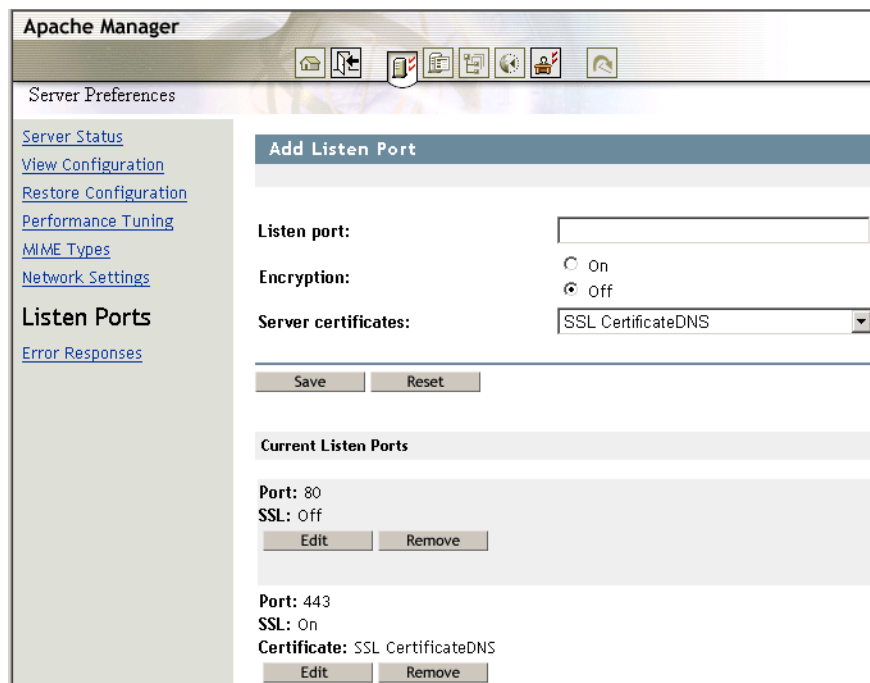 Apache Manager
Server Preferences
Server Status
View Configuration
Restore Configuration
Performance Tuning
MIME Types
Network Settings
Listen Ports
Error Responses
Add Listen Port
Listen port:
Encryption:
On
Off
Server certificates:
SSL CertificateDNS
Save
Reset
Current Listen Ports
Port: 80
SSL: Off
Edit
Remove
Port: 443
SSL: On
Certificate: SSL CertificateDNS
Edit
Remove